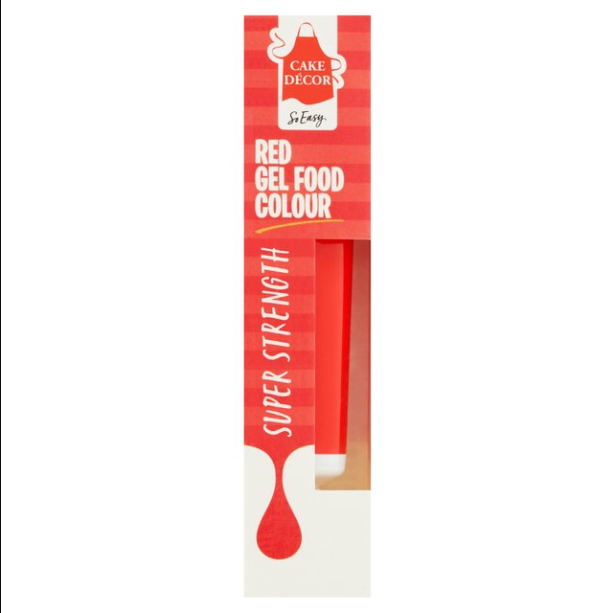 CAKE
DÉCOR
So Easy
RED
GEL FOOD
COLOUR
SUPER STRENGTH